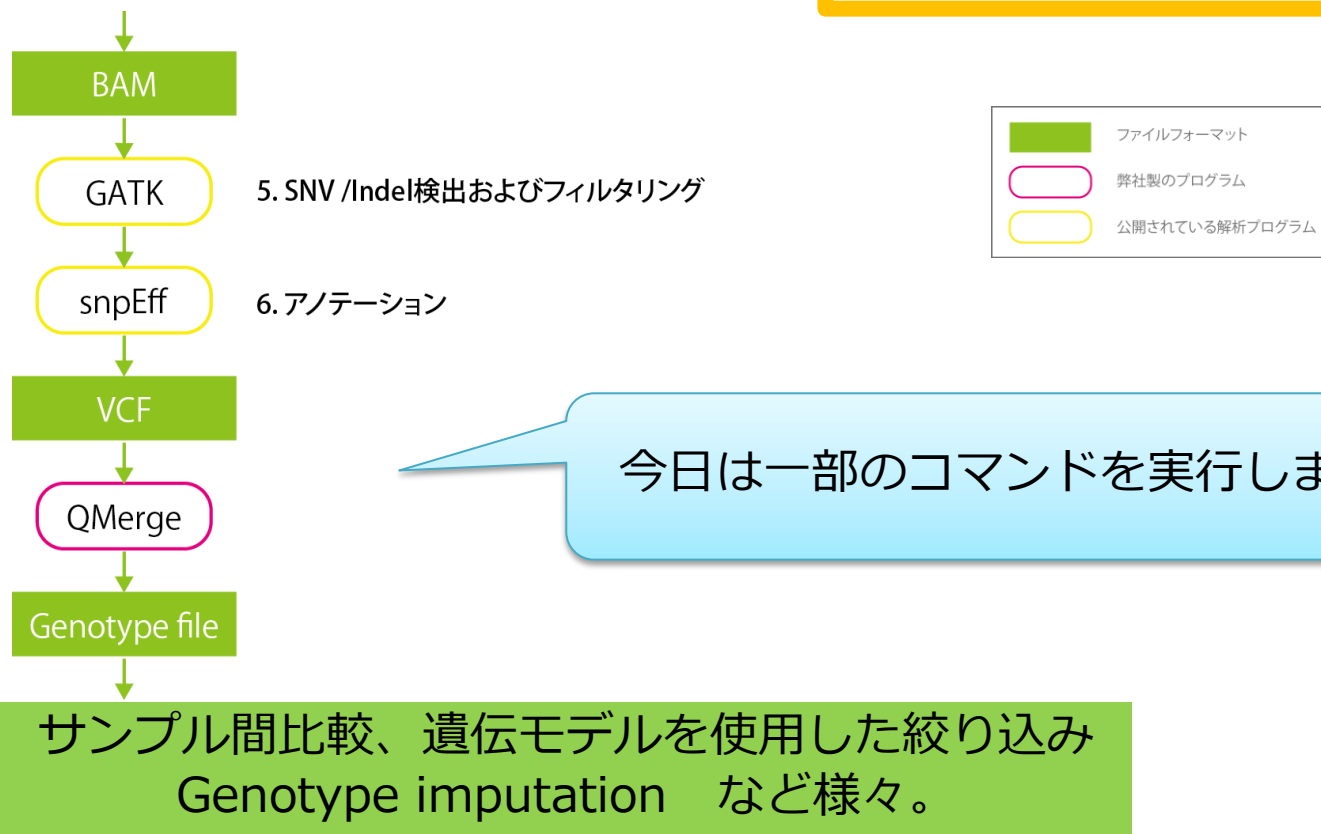 BAM
ファイルフォーマット
GATK
5. SNV /Indel検出およびフィルタリング
弊社製のプログラム
公開されている解析プログラム
snpEff
6. アノテーション
VCF
今日は一部のコマンドを実行しま
QMerge
Genotype file
サンプル間比較、遺伝モデルを使用した絞り込み
Genotype imputation　など様々。